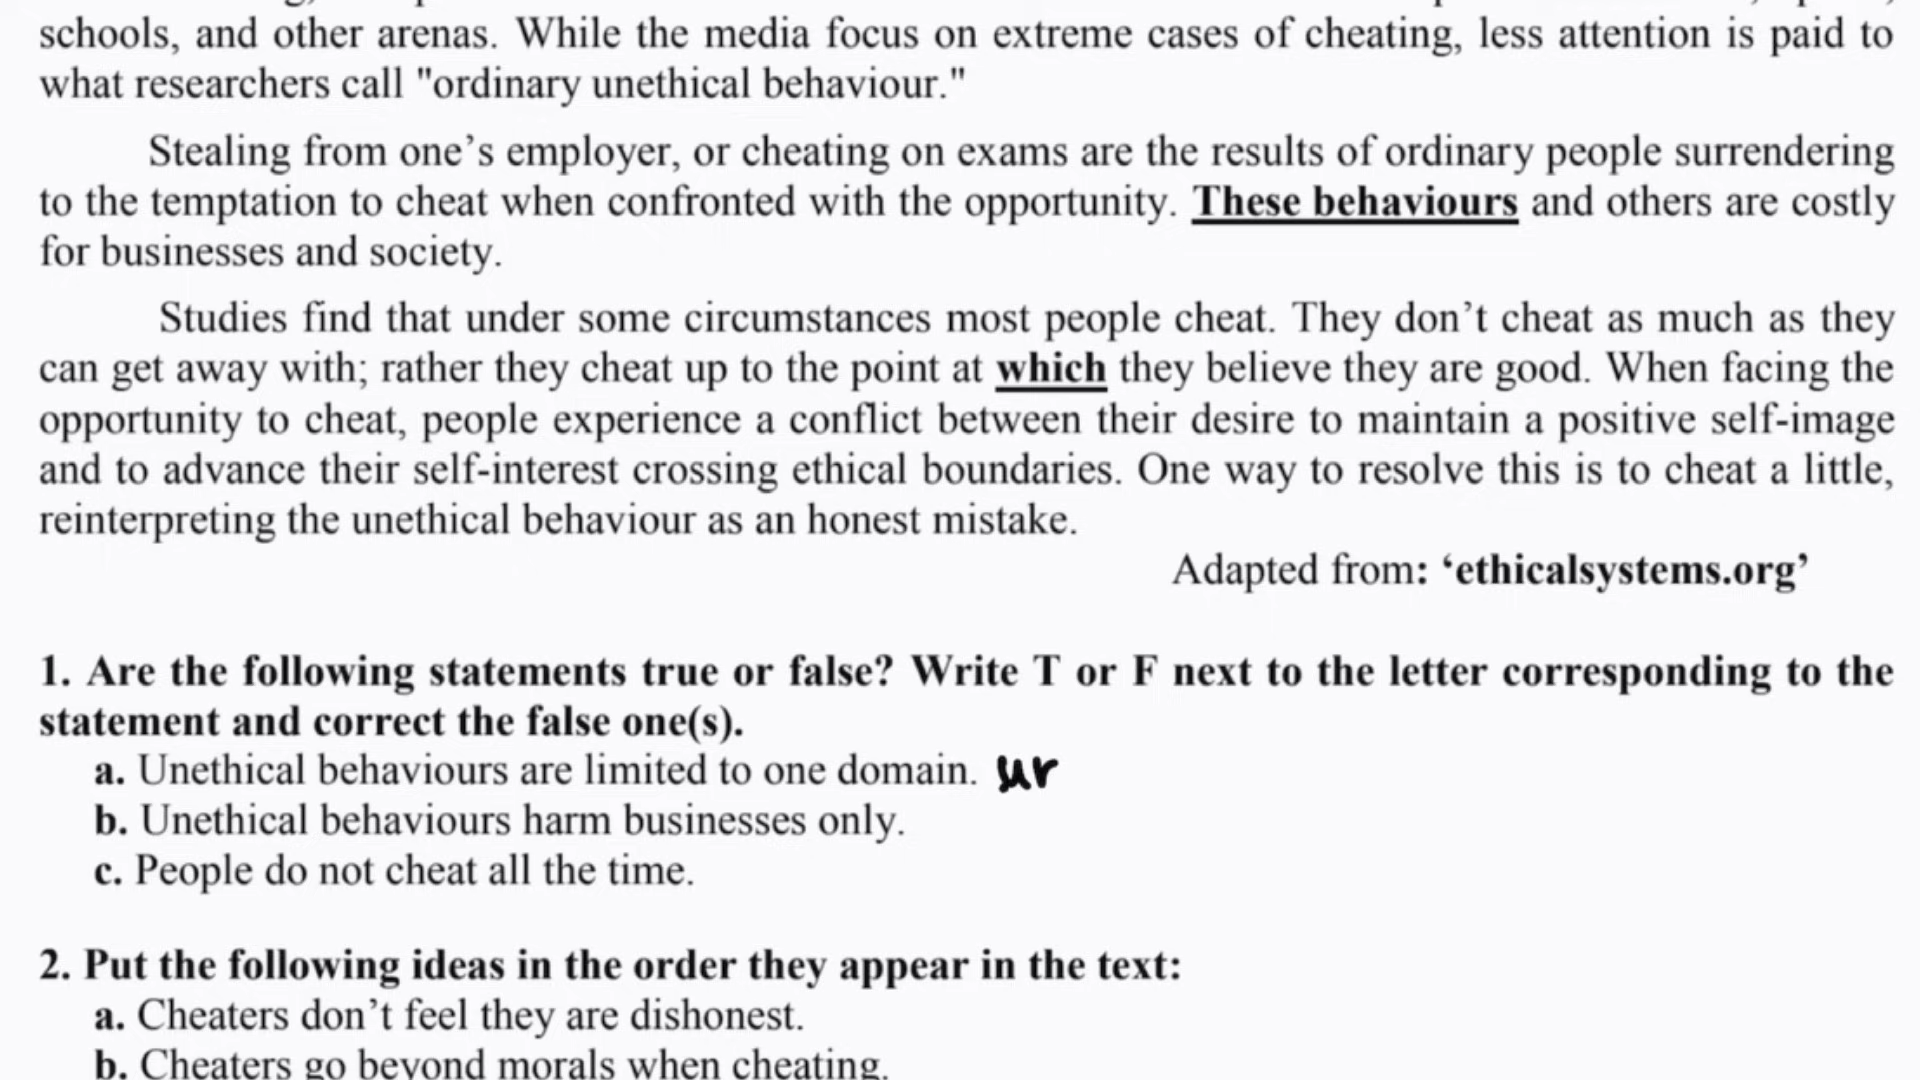 schools, and other arenas. While the media focus on extreme cases of cheating, less attention is paid to
what researchers call "ordinary unethical behaviour."
Stealing from one’s employer, or cheating on exams are the results of ordinary people surrendering
to the temptation to cheat when confronted with the opportunity. These behaviours and others are costly
for businesses and society.
Studies find that under some circumstances most people cheat. They don’t cheat as much as they
can get away with; rather they cheat up to the point at which they believe they are good. When facing the
opportunity to cheat, people experience a conflict between their desire to maintain a positive self-image
and to advance their self-interest crossing ethical boundaries. One way to resolve this is to cheat a little,
reinterpreting the unethical behaviour as an honest mistake.
Adapted from: ‘ethicalsystems.org’
1. Are the following statements true or false? Write T or F next to the letter corresponding to the
statement and correct the false one(s).
a. Unethical behaviours are limited to one domain.
b. Unethical behaviours harm businesses only.
c. People do not cheat all the time.
2. Put the following ideas in the order they appear in the text:
a. Cheaters don’t feel they are dishonest.
b. Cheaters go beyond morals when cheating.